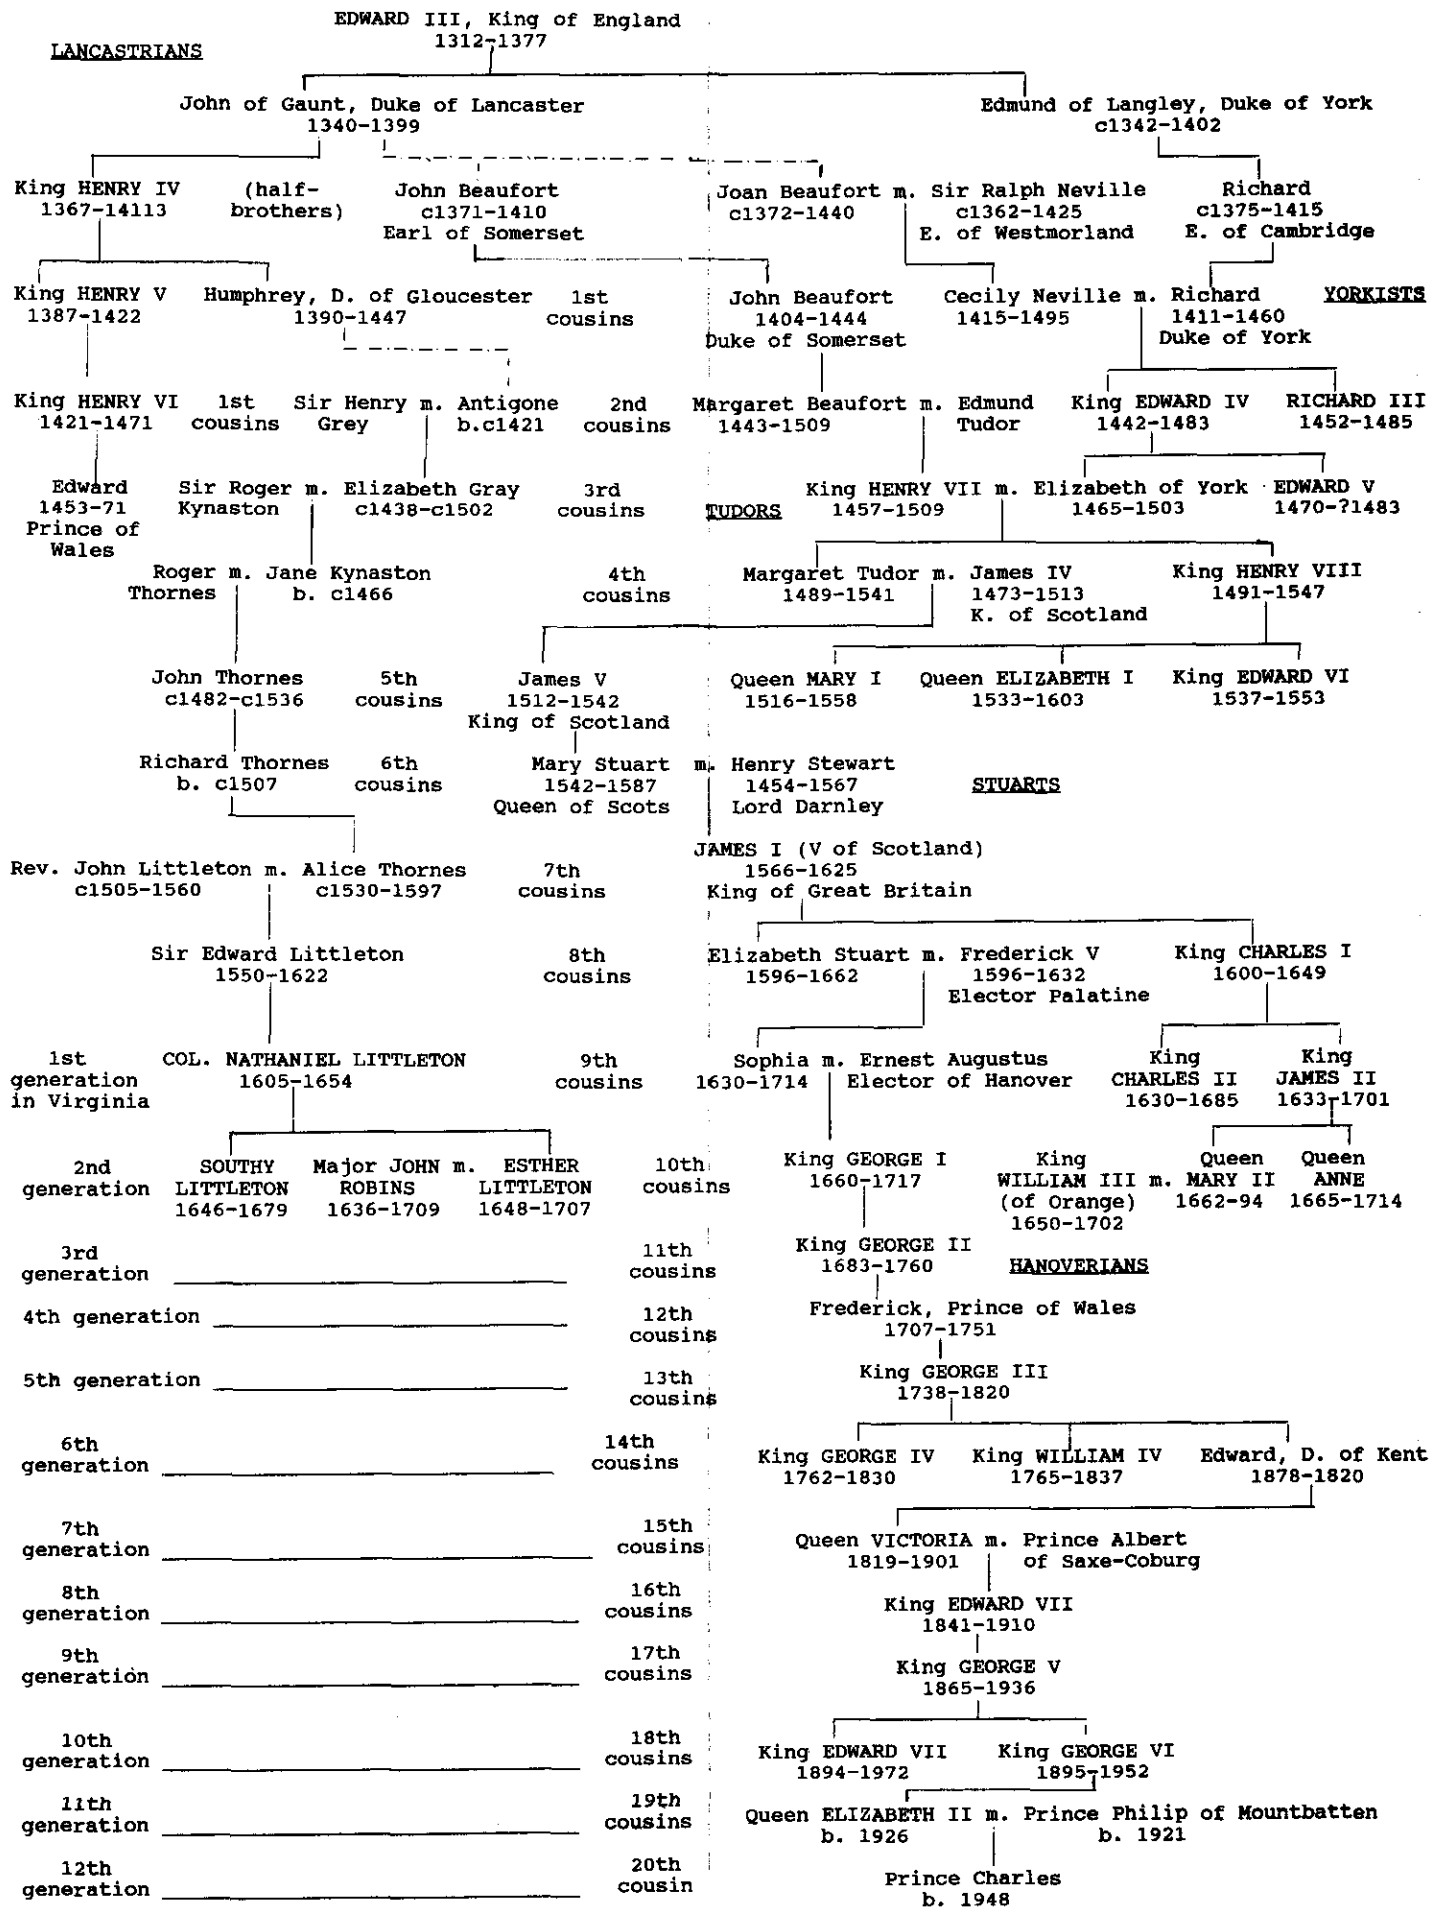 EDWARD III, King of England
1312-1377
LANCASTRIANS
John of Gaunt, Duke of Lancaster
1340-1399
Edmund of Langley, Duke of York
c1342-1402
King HENRY IV
1367-14113
(half-
brothers)
John Beaufort
c1371-1410
Earl of Somerset
Joan Beaufort m. Sir Ralph Neville
c1372-1440
c1362-1425
E. of Westmorland
Richard
c1375-1415
E. of Cambridge
King HENRY V
1387-1422
Humphrey, D. of Gloucester
1390-1447
1st
cousins
John Beaufort
1404-1444
Duke of Somerset
Cecily Neville m. Richard
1415-1495
1411-1460
Duke of York
YORKISTS
King HENRY VI
1421-1471
1st
cousins
Sir Henry m. Antigone
Grey
b.c1421
2nd
cousins
Margaret Beaufort m. Edmund
1443-1509
Tudor
King EDWARD IV
1442-1483
RICHARD III
1452-1485
Edward
1453-71
Prince of
Wales
Sir Roger m. Elizabeth Gray
Kynaston
c1438-c1502
3rd
cousins
TUDORS
King HENRY VII m. Elizabeth of York
1457-1509
1465-1503
EDWARD V
1470-?1483
Roger m. Jane Kynaston
Thornes
b. c1466
4th
cousins
Margaret Tudor m. James IV
1489-1541
1473-1513
K. of Scotland
King HENRY VIII
1491-1547
John Thornes
c1482-c1536
5th
cousins
James V
1512-1542
King of Scotland
Queen MARY I
1516-1558
Queen ELIZABETH I
1533-1603
King EDWARD VI
1537-1553
Richard Thornes
b. c1507
6th
cousins
Mary Stuart m. Henry Stewart
1542-1587
1454-1567
Queen of Scots
Lord Darnley
STUARTS
JAMES I (V of Scotland)
1566-1625
King of Great Britain
Rev. John Littleton m. Alice Thornes
c1505-1560
c1530-1597
7th
cousins
Sir Edward Littleton
1550-1622
8th
cousins
Elizabeth Stuart m. Frederick V
1596-1662
1596-1632
Elector Palatine
King CHARLES I
1600-1649
1st
generation
in Virginia
COL. NATHANIEL LITTLETON
1605-1654
9th
cousins
Sophia m. Ernest Augustus
1630-1714
Elector of Hanover
King
CHARLES II
1630-1685
King
JAMES II
1633-1701
2nd
generation
SOUTHY
LITTLETON
1646-1679
Major JOHN m. ESTHER
ROBINS
LITTLETON
1636-1709
1648-1707
10th
cousins
King GEORGE I
1660-1717
King
WILLIAM III m.
(of Orange)
1650-1702
Queen
MARY II
1662-94
Queen
ANNE
1665-1714
3rd
generation
11th
cousins
King GEORGE II
1683-1760
HANOVERIANS
4th generation
12th
cousins
Frederick, Prince of Wales
1707-1751
5th generation
13th
cousins
King GEORGE III
1738-1820
6th
generation
14th
cousins
King GEORGE IV
1762-1830
King WILLIAM IV
1765-1837
Edward, D. of Kent
1878-1820
7th
generation
15th
cousins
Queen VICTORIA m. Prince Albert
1819-1901
of Saxe-Coburg
8th
generation
16th
cousins
King EDWARD VII
1841-1910
9th
generation
17th
cousins
King GEORGE V
1865-1936
10th
generation
18th
cousins
King EDWARD VII
1894-1972
King GEORGE VI
1895-1952
11th
generation
19th
cousins
Queen ELIZABETH II m. Prince Philip of Mountbatten
b. 1926
b. 1921
12th
generation
20th
cousin
Prince Charles
b. 1948